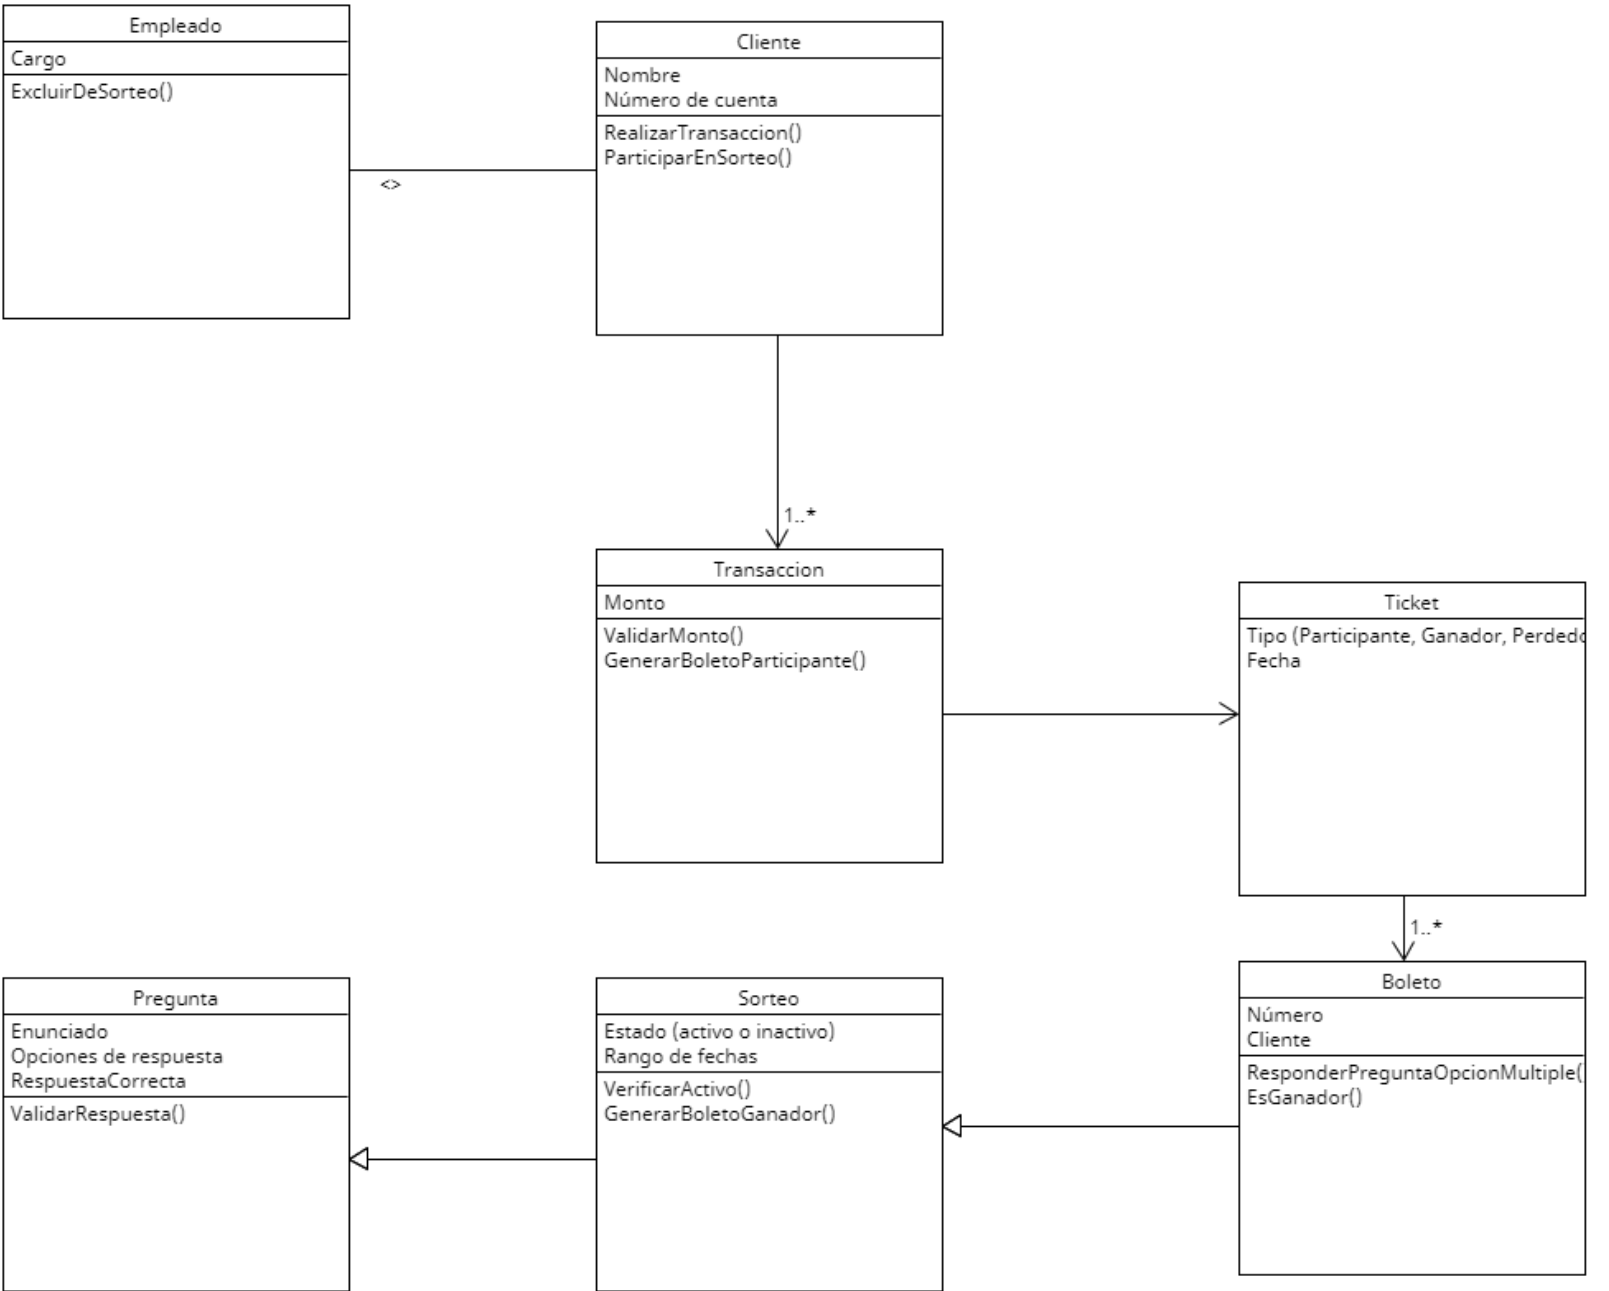 Empleado
Cargo
ExcluirDeSorteo()
<>
Cliente
Nombre
Número de cuenta
RealizarTransaccion()
ParticiparEnSorteo()
1..*
Transaccion
Monto
ValidarMonto()
GenerarBoletoParticipante()
Ticket
Tipo (Participante, Ganador, Perdedo
Fecha
1..*
Pregunta
Enunciado
Opciones de respuesta
RespuestaCorrecta
ValidarRespuesta()
Sorteo
Estado (activo o inactivo)
Rango de fechas
VerificarActivo()
GenerarBoletoGanador()
Boleto
Número
Cliente
ResponderPreguntaOpcionMultiple(
EsGanador()